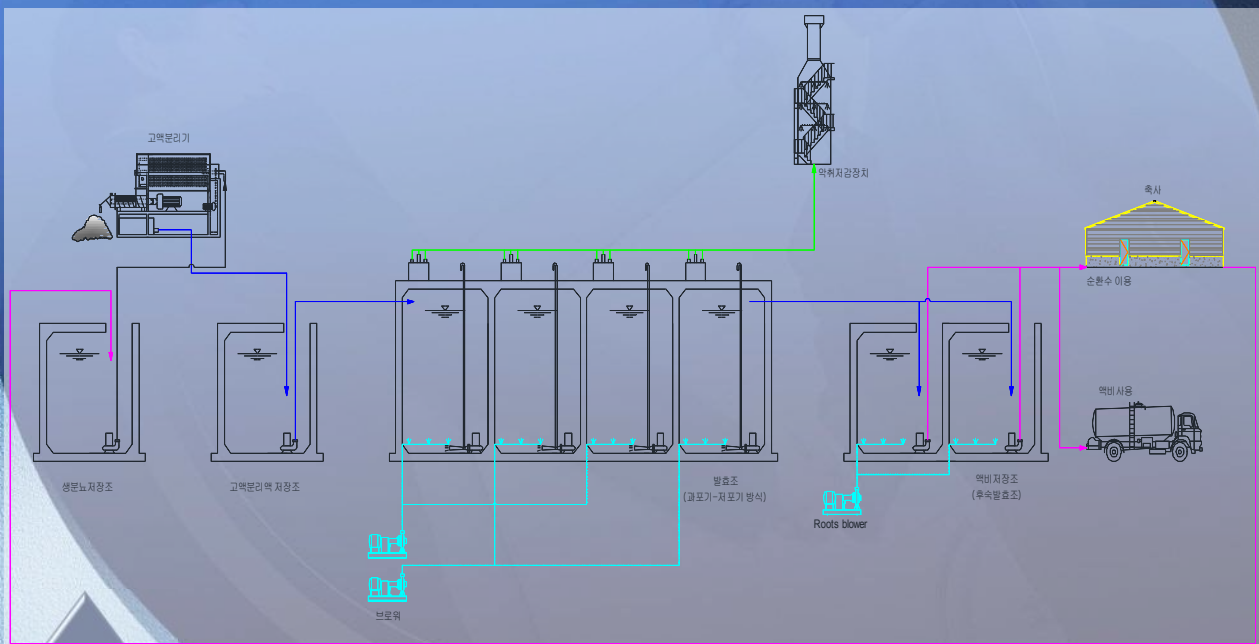 고액분리기
악취저감장치
축사
순환수 이용
액비사용
생분뇨저장조
고액분리액 저장조
발효조
(과포기-저포기 방식)
액비저장조
(후숙발효조)
Roots blower
브로워